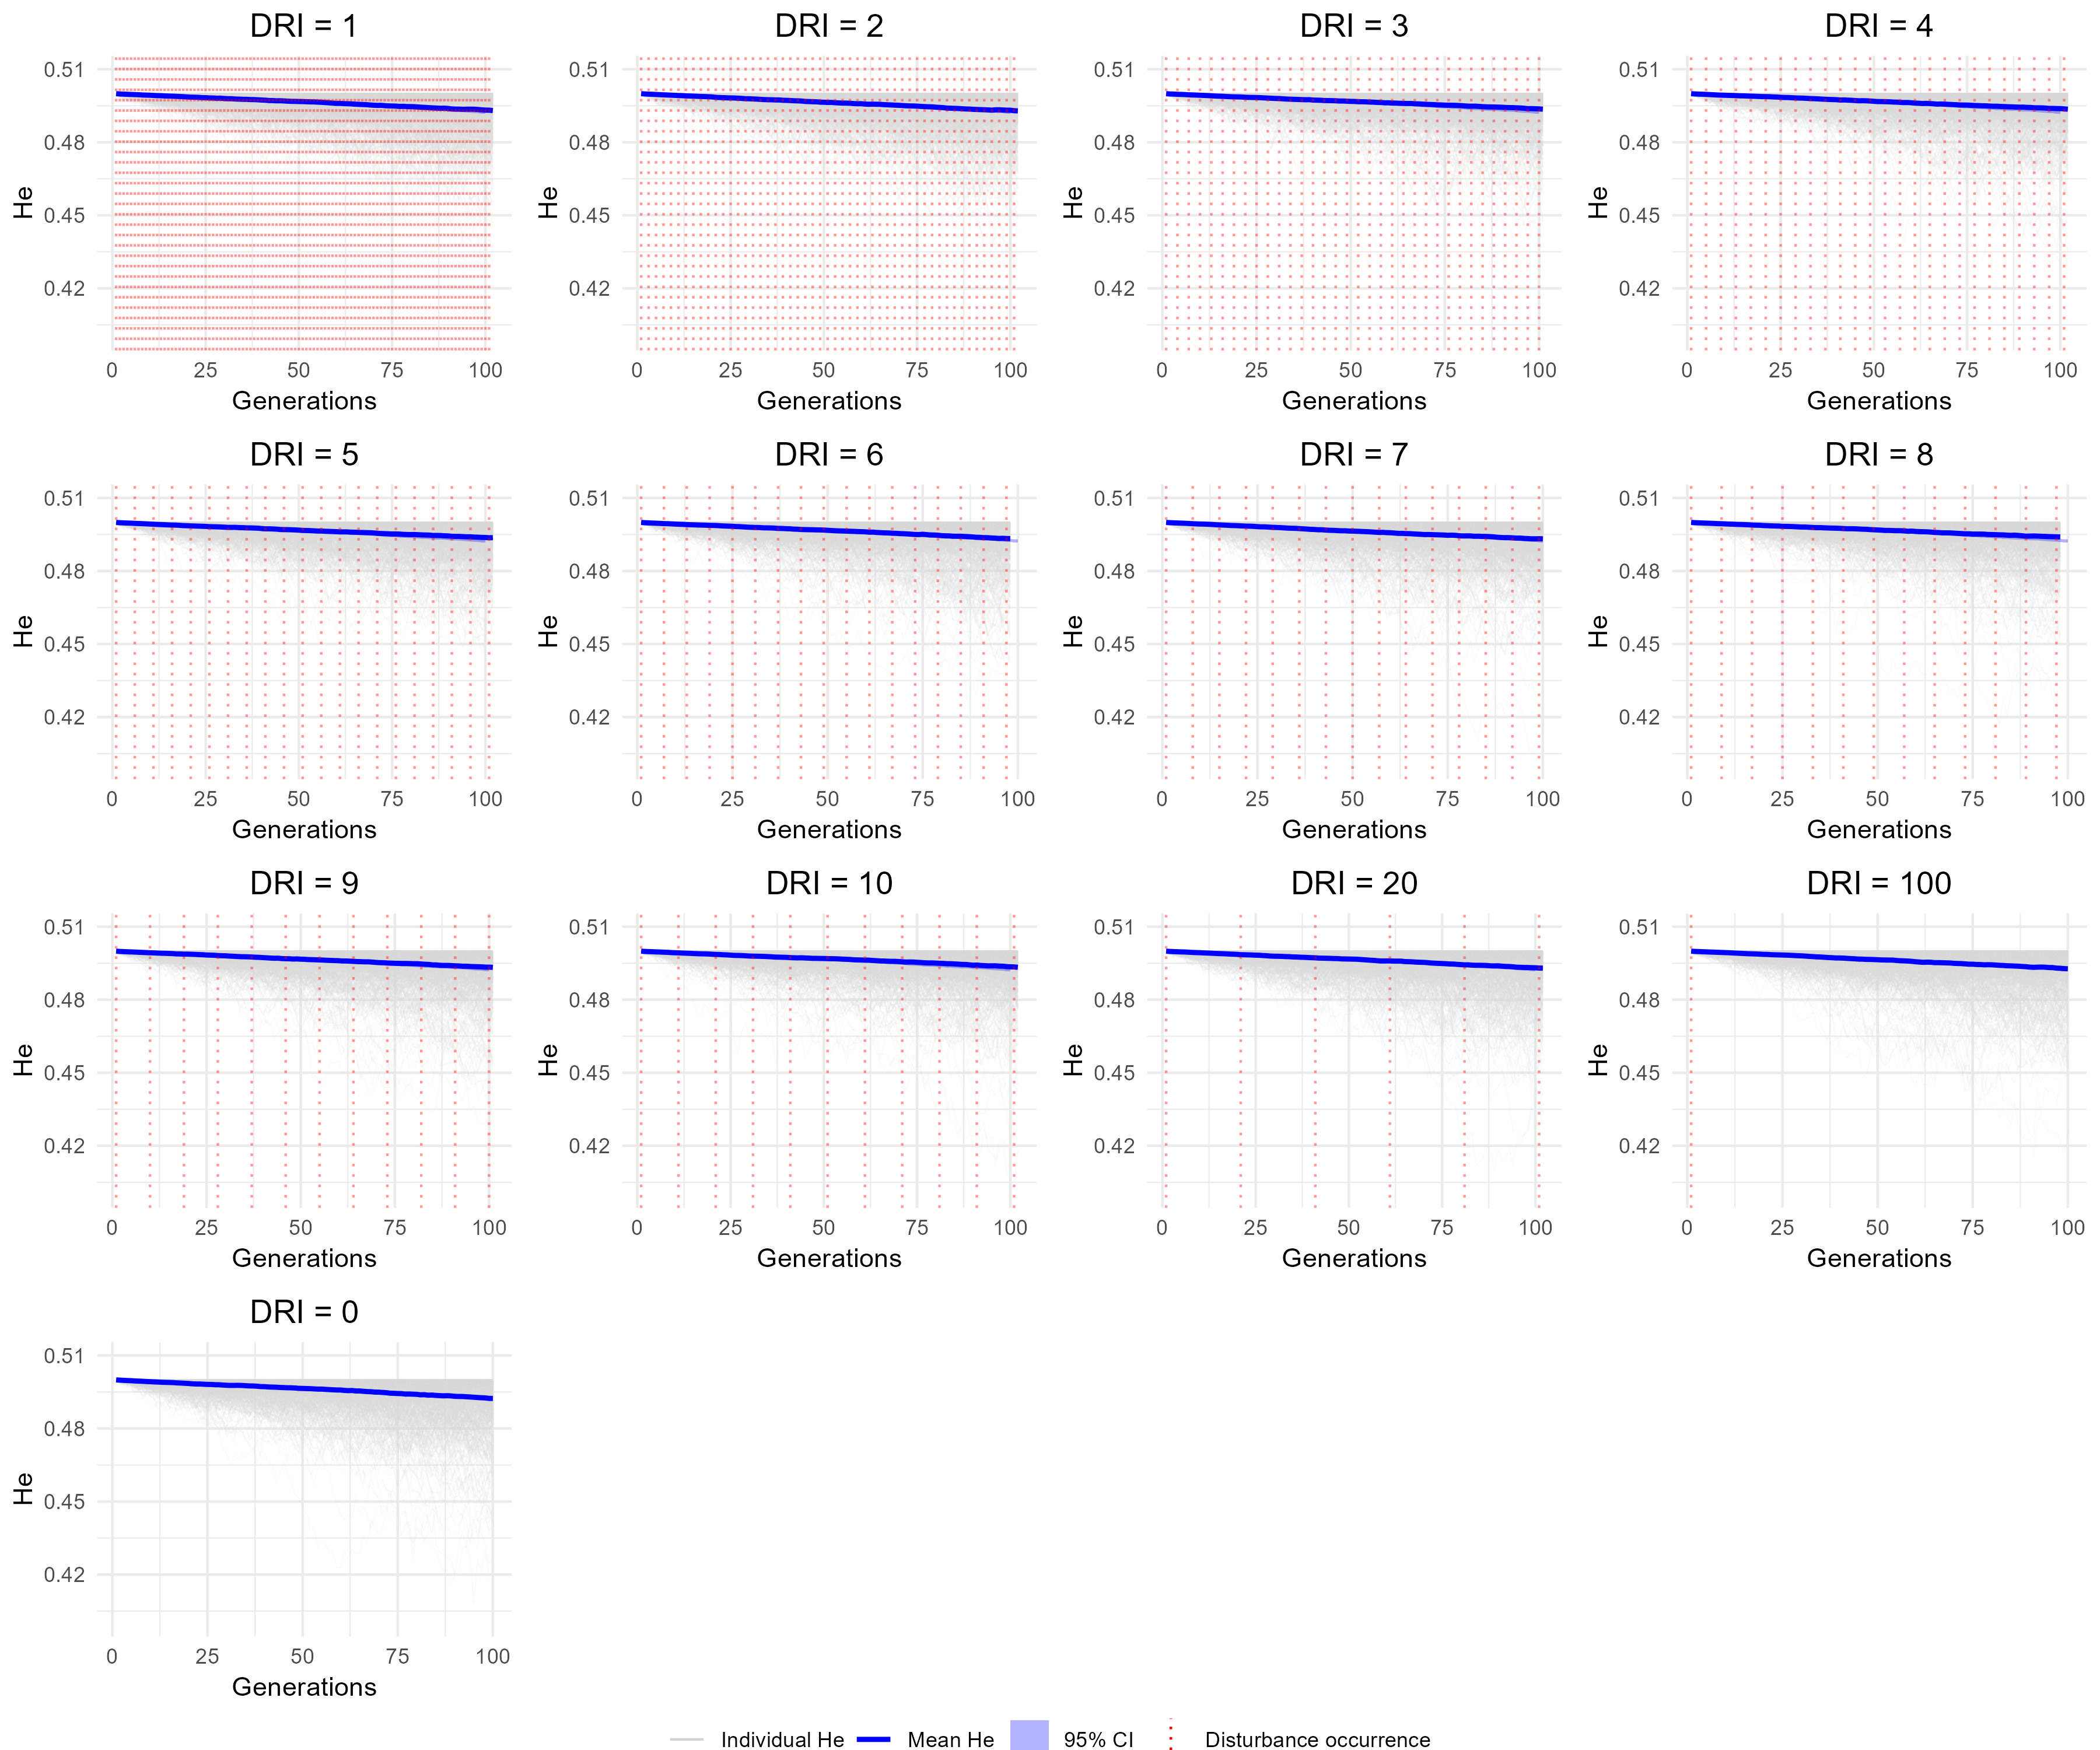 DRI = 1
DRI = 2
DRI = 3
DRI = 4
0.51
0.48
0.45
0.42
He
0
25
50
75
100
Generations
0.51
0.48
0.45
0.42
He
0
25
50
75
100
Generations
0.51
0.48
0.45
0.42
He
0
25
50
75
100
Generations
0.51
0.48
0.45
0.42
He
0
25
50
75
100
Generations
DRI = 5
DRI = 6
DRI = 7
DRI = 8
0.51
0.48
0.45
0.42
He
0
25
50
75
100
Generations
0.51
0.48
0.45
0.42
He
0
25
50
75
100
Generations
0.51
0.48
0.45
0.42
He
0
25
50
75
100
Generations
0.51
0.48
0.45
0.42
He
0
25
50
75
100
Generations
DRI = 9
DRI = 10
DRI = 20
DRI = 100
0.51
0.48
0.45
0.42
He
0
25
50
75
100
Generations
0.51
0.48
0.45
0.42
He
0
25
50
75
100
Generations
0.51
0.48
0.45
0.42
He
0
25
50
75
100
Generations
0.51
0.48
0.45
0.42
He
0
25
50
75
100
Generations
DRI = 0
0.51
0.48
0.45
0.42
He
0
25
50
75
100
Generations
Individual He
Mean He
95% CI
Disturbance occurrence